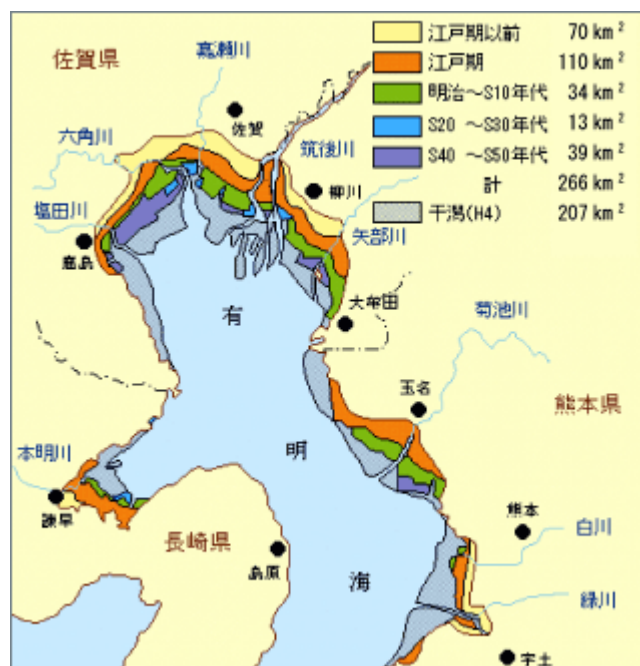 江戸期以前 70 km²
江戸期 110 km²
明治～S10年代 34 km²
S20 ～S30年代 13 km²
S40 ～S50年代 39 km²
計 266 km²
干潟(H4) 207 km²
佐賀県
嘉瀬川
佐賀
六角川
筑後川
柳川
塩田川
鹿島
矢部川
大牟田
有
菊池川
玉名
熊本県
明
本明川
諫早
長崎県
島原
熊本
白川
海
緑川
宇土